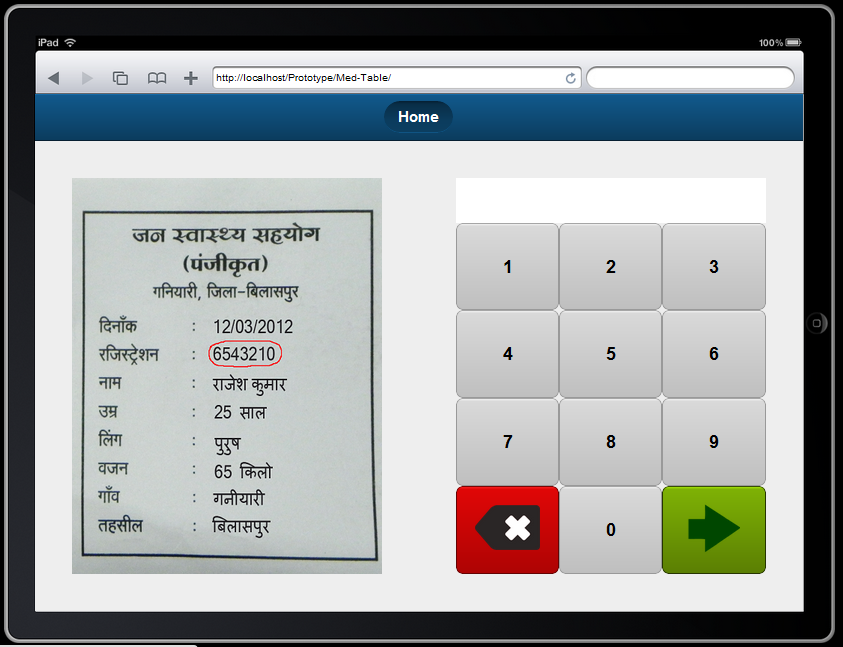 iPad
100%
http://localhost/Prototype/Med-Table/
Home
जन स्वास्थ्य सहयोग
(पंजीकृत)
गनियारी, जिला-बिलासपुर
दिनाँक : 12/03/2012
रजिस्ट्रेशन : 6543210
नाम : राजेश कुमार
उम्र : 25 साल
लिंग : पुरुष
वजन : 65 किलो
गाँव : गनीयारी
तहसील : बिलासपुर
1 2 3
4 5 6
7 8 9
0